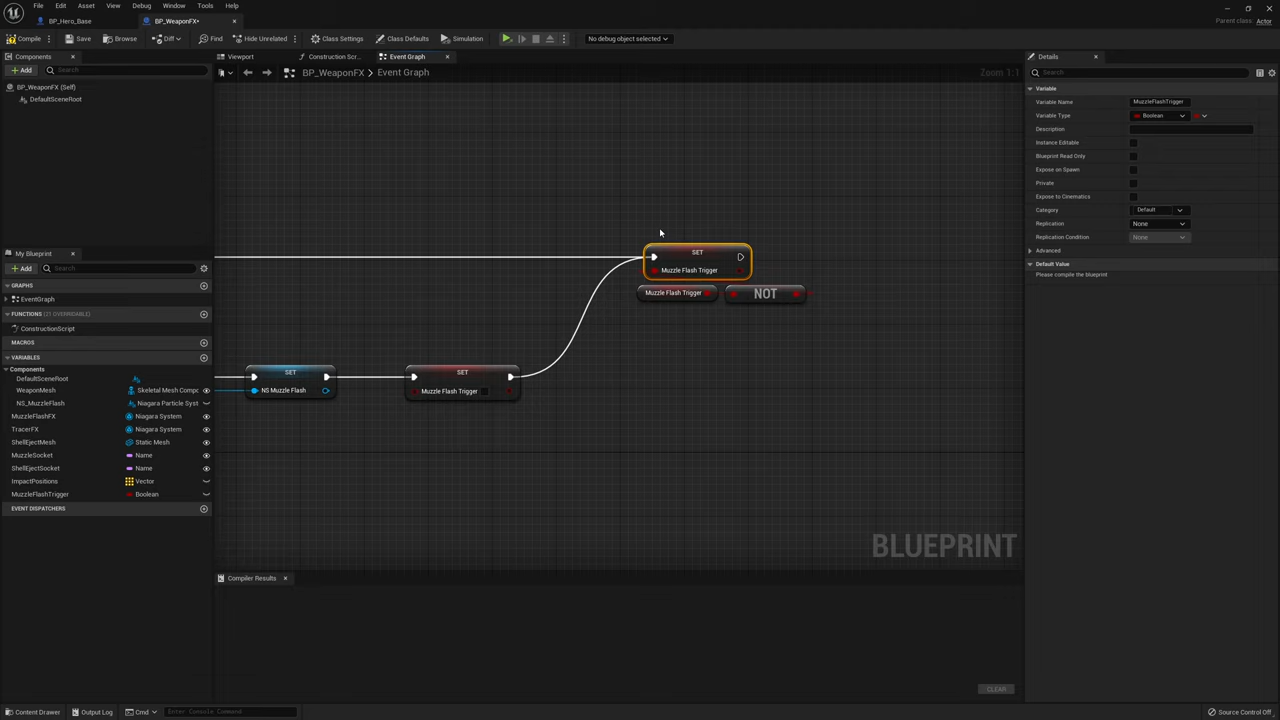 File Edit Asset View Debug Window Tools Help
BP_Hero_Base
BP_WeaponFX*
Parent class: Actor
Compile Save Browse Diff Find Hide Unrelated Class Settings Class Defaults Simulation No debug object selected
Components
Add Search
BP_WeaponFX (Self)
DefaultSceneRoot
My Blueprint
Add Search
GRAPHS
EventGraph
FUNCTIONS (21 OVERRIDABLE)
ConstructionScript
MACROS
VARIABLES
Components
DefaultSceneRoot
WeaponMesh Skeletal Mesh Compo
NS_MuzzleFlash Niagara Particle Syst
MuzzleFlashFX Niagara System
TracerFX Niagara System
ShellEjectMesh Static Mesh
MuzzleSocket Name
ShellEjectSocket Name
ImpactPositions Vector
MuzzleFlashTrigger Boolean
EVENT DISPATCHERS
Viewport Construction Scr... Event Graph
BP_WeaponFX > Event Graph Zoom 1:1
SET
Muzzle Flash Trigger
Muzzle Flash Trigger NOT
SET
NS Muzzle Flash
SET
Muzzle Flash Trigger
BLUEPRINT
Compiler Results
CLEAR
Details
Search
Variable
Variable Name MuzzleFlashTrigger
Variable Type Boolean
Description
Instance Editable
Blueprint Read Only
Expose on Spawn
Private
Expose to Cinematics
Category Default
Replication None
Replication Condition None
Advanced
Default Value
Please compile the blueprint
Content Drawer Output Log Cmd Enter Console Command Source Control Off